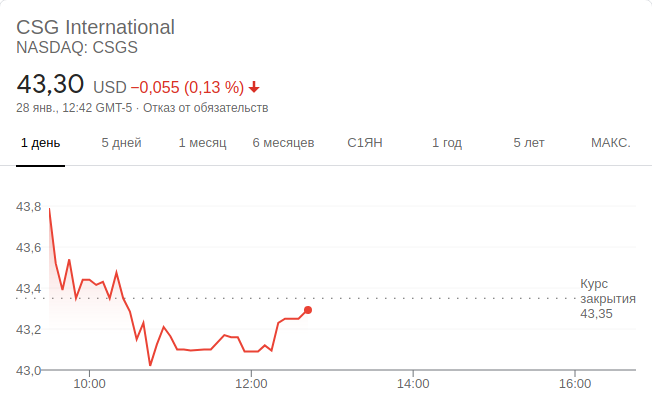 CSG International
NASDAQ: CSGS
43,30 USD −0,055 (0,13 %)
28 янв., 12:42 GMT-5 · Отказ от обязательств
1 день 5 дней 1 месяц 6 месяцев С1ЯН 1 год 5 лет МАКС.
43,8
43,6
43,4
43,2
43,0
Курс
закрытия
43,35
10:00 12:00 14:00 16:00